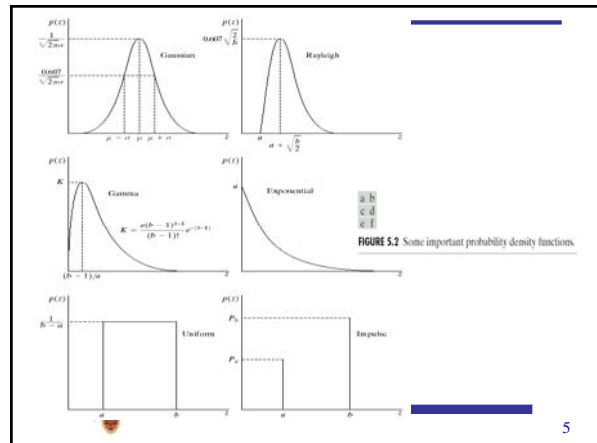 p(z)
1/√2πσ
0.607/√2πσ
Gaussian
μ − σ μ μ + σ z
p(z)
0.607 √2/b
Rayleigh
a
a + √b/2
z
p(z)
K
Gamma
K = a(b − 1)^(b−1)/(b − 1)! e^−(b−1)
(b − 1)/a
z
p(z)
a
Exponential
z
a b
c d
e f
FIGURE 5.2 Some important probability density functions.
p(z)
1/b − a
Uniform
a b z
p(z)
P_b
P_a
Impulse
a b z
5